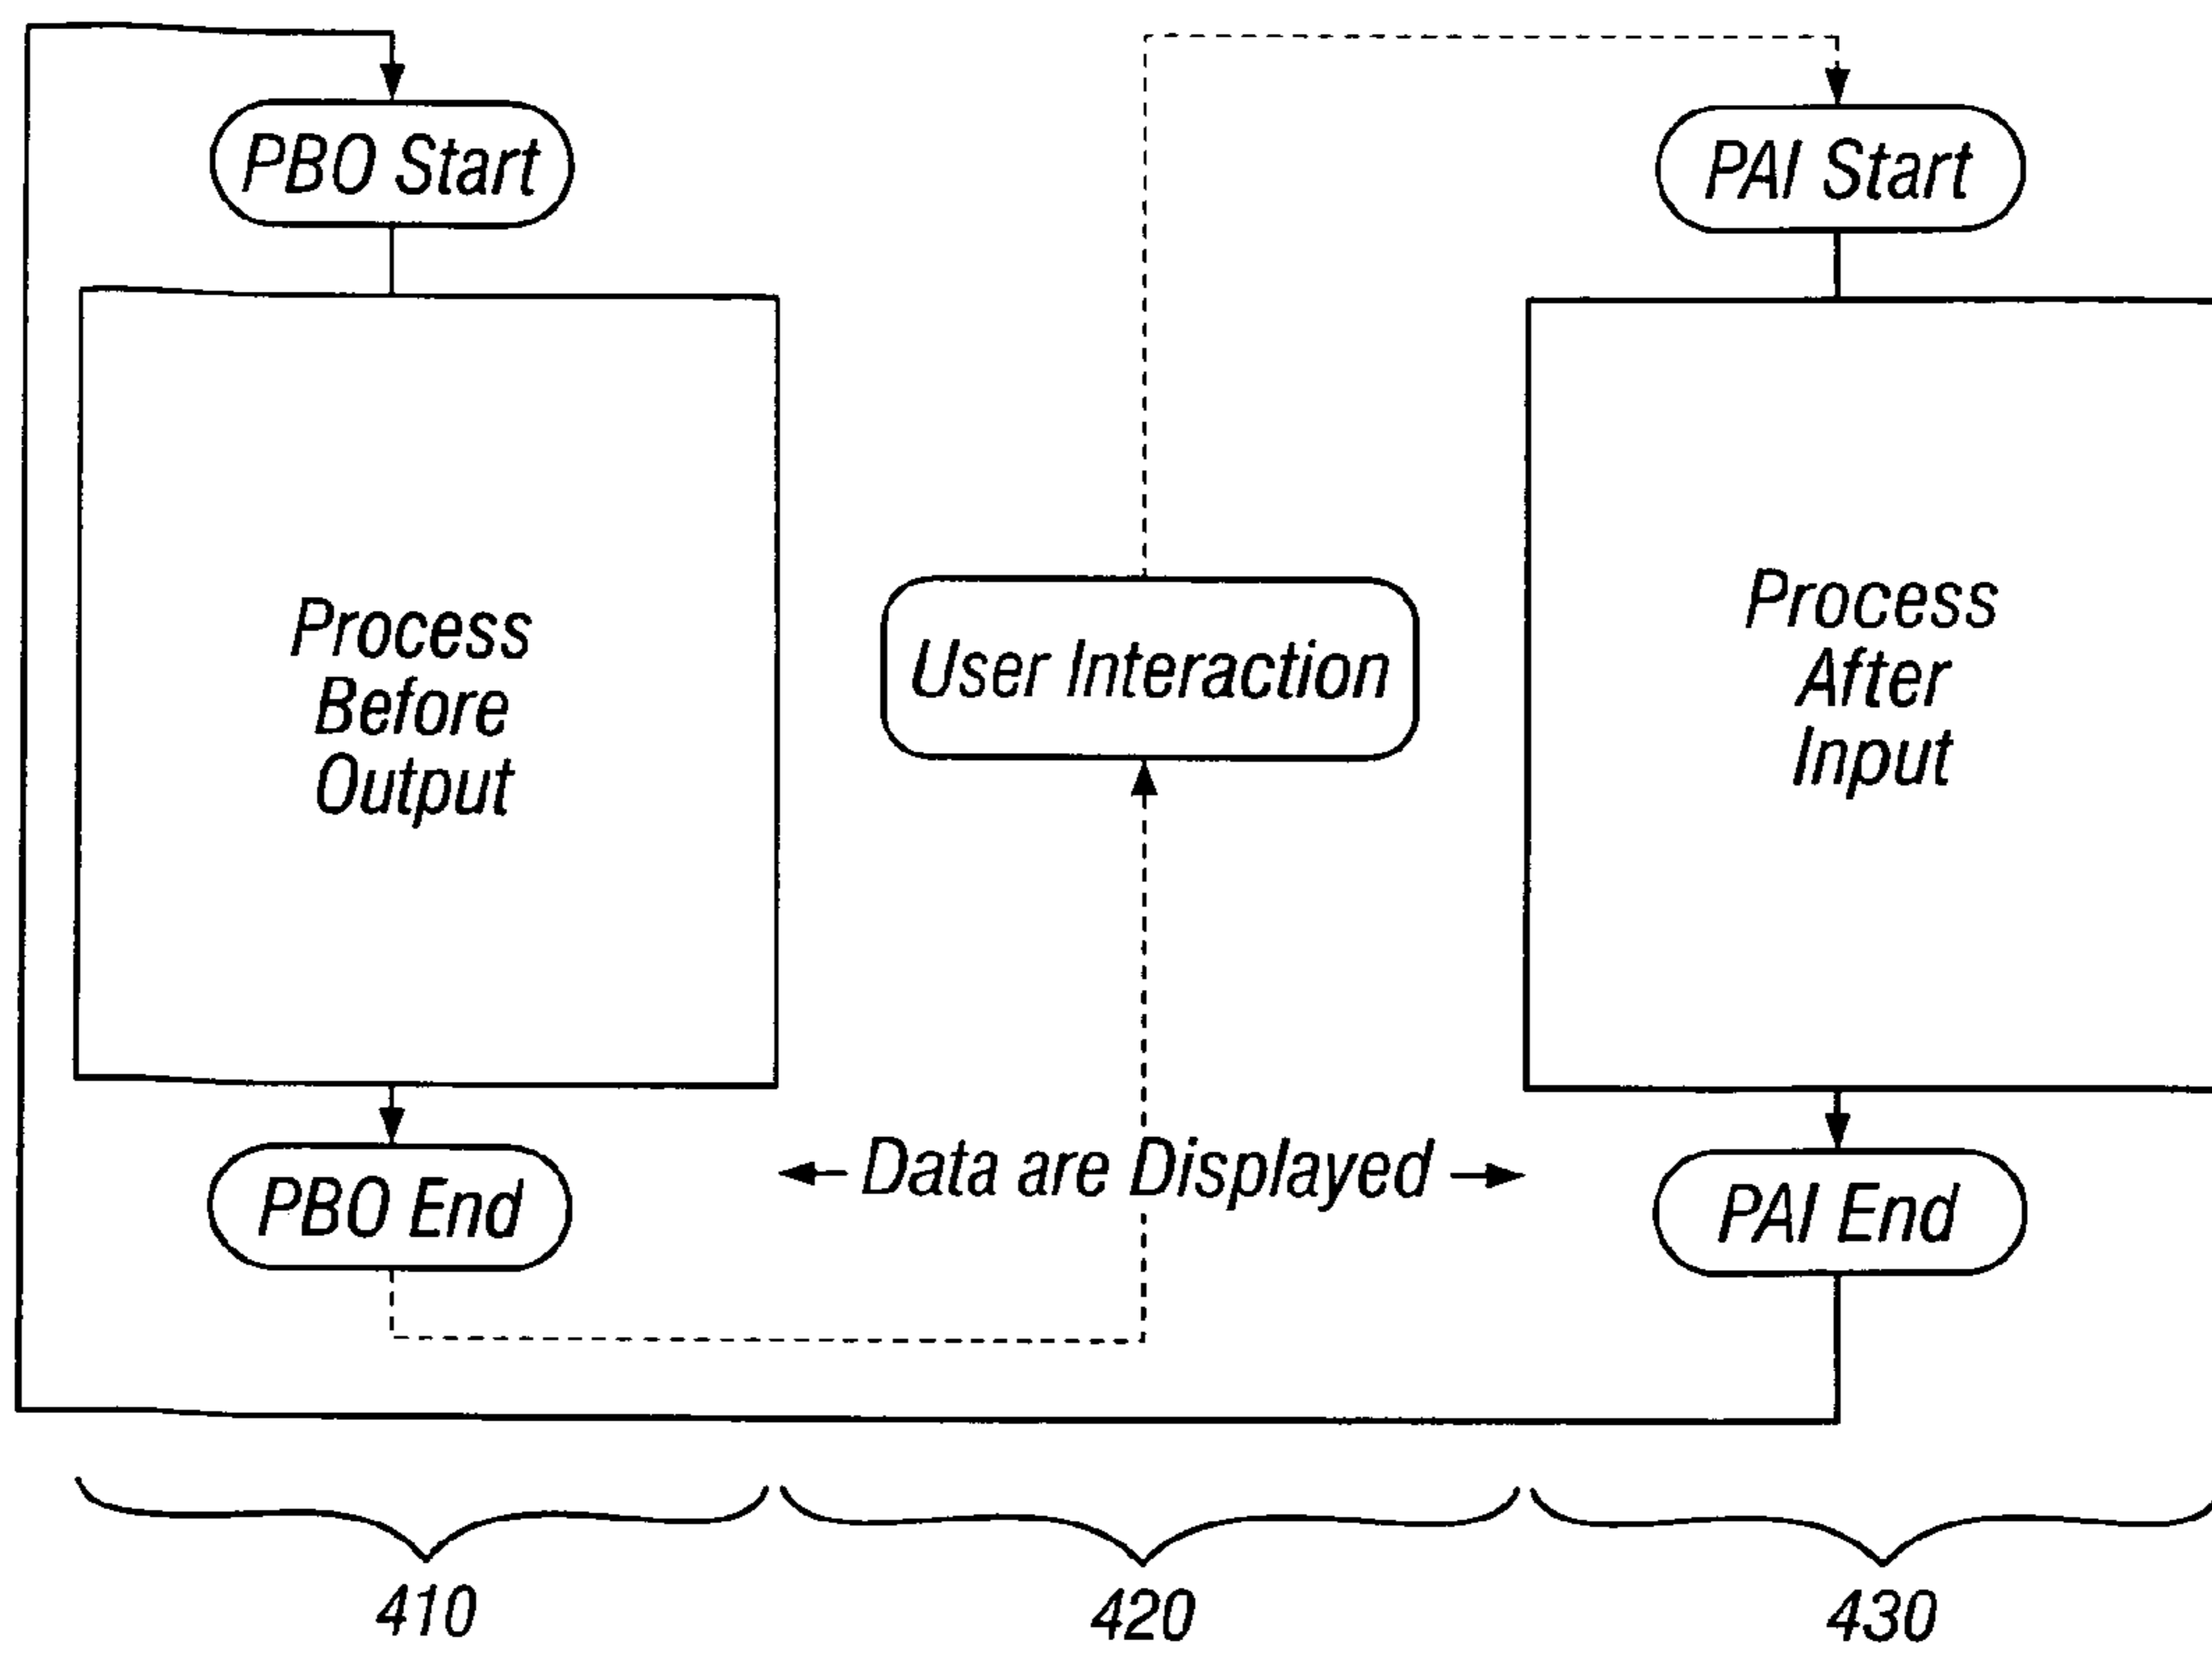 PBO Start
PAI Start
Process
Before
Output
User Interaction
Process
After
Input
Data are Displayed
PBO End
PAI End
410
420
430